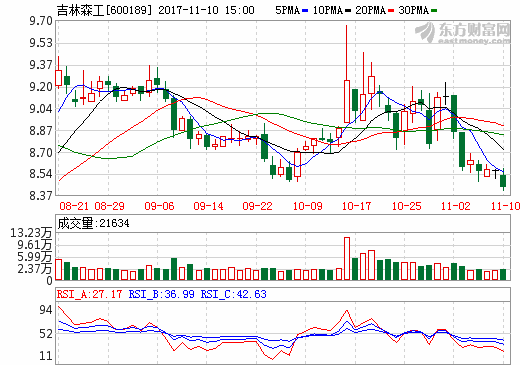 吉林森工[600189] 2017-11-10 15:00 5PMA 10PMA 20PMA 30PMA
东方财富网
eastmoney.com
9.70
9.53
9.37
9.20
9.04
8.87
8.70
8.54
8.37
08-21 08-29 09-06 09-14 09-22 10-09 10-17 10-25 11-02 11-10
成交量:21634
13.23万
9.61万
5.99万
2.37万
RSI_A:27.17 RSI_B:36.99 RSI_C:42.63
94
52
11